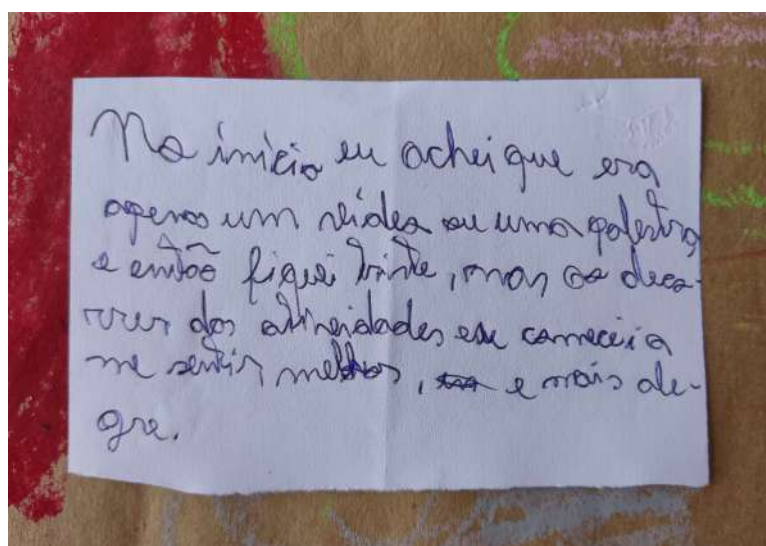 No início eu achei que era
apenas um vídeo ou uma palestra
e então fiquei triste, mas ao deco-
rrer das atividades eu comecei a
me sentir melhor, e mais ale-
gre.